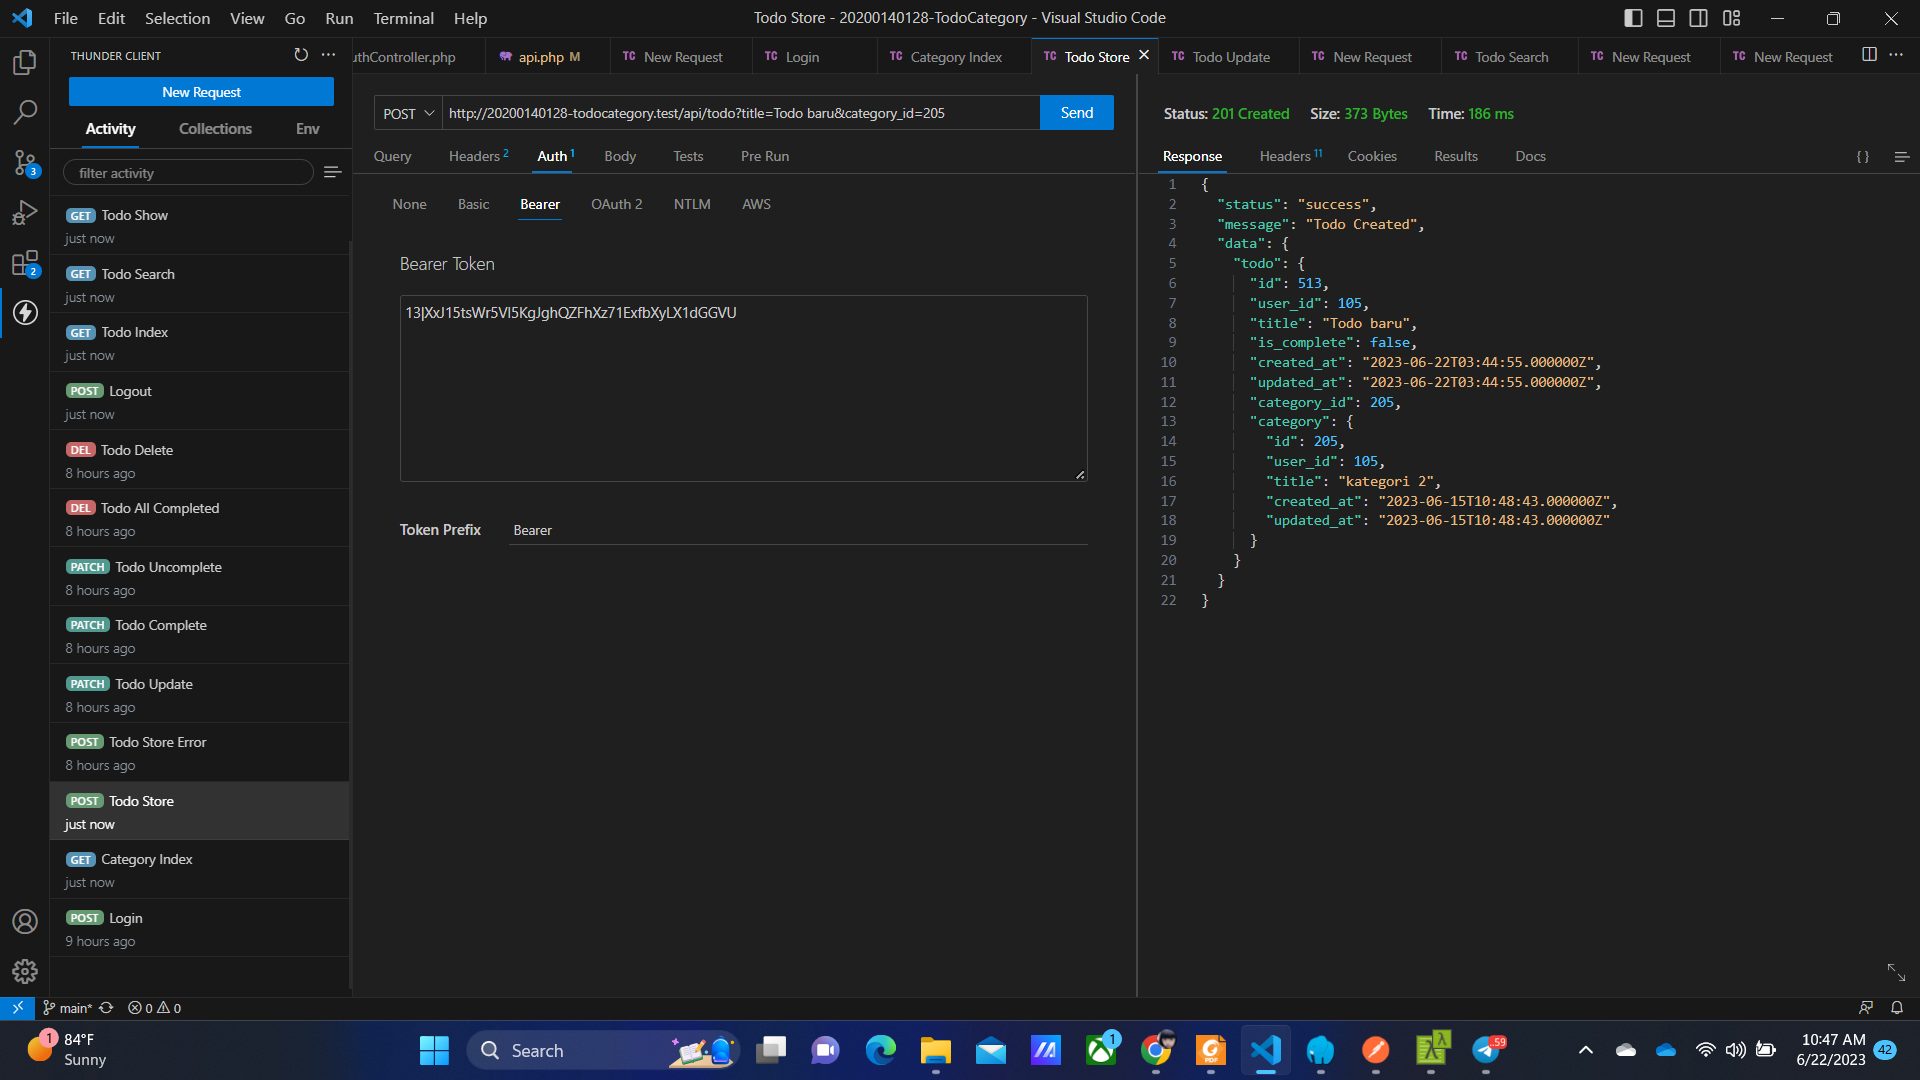 File Edit Selection View Go Run Terminal Help
Todo Store - 20200140128-TodoCategory - Visual Studio Code
THUNDER CLIENT
New Request
Activity Collections Env
filter activity
GET Todo Show
just now
GET Todo Search
just now
GET Todo Index
just now
POST Logout
just now
DEL Todo Delete
8 hours ago
DEL Todo All Completed
8 hours ago
PATCH Todo Uncomplete
8 hours ago
PATCH Todo Complete
8 hours ago
PATCH Todo Update
8 hours ago
POST Todo Store Error
8 hours ago
POST Todo Store
just now
GET Category Index
just now
POST Login
9 hours ago
3
2
uthController.php api.php M TC New Request TC Login TC Category Index TC Todo Store TC Todo Update TC New Request TC Todo Search TC New Request TC New Request
POST http://20200140128-todocategory.test/api/todo?title=Todo baru&category_id=205 Send
Query Headers 2 Auth 1 Body Tests Pre Run
None Basic Bearer OAuth 2 NTLM AWS
Bearer Token
13|XxJ15tsWr5Vl5KgJghQZFhXz71ExfbXyLX1dGGVU
Token Prefix Bearer
Status: 201 Created Size: 373 Bytes Time: 186 ms
Response Headers 11 Cookies Results Docs { }
1 {
2 "status": "success",
3 "message": "Todo Created",
4 "data": {
5 "todo": {
6 "id": 513,
7 "user_id": 105,
8 "title": "Todo baru",
9 "is_complete": false,
10 "created_at": "2023-06-22T03:44:55.000000Z",
11 "updated_at": "2023-06-22T03:44:55.000000Z",
12 "category_id": 205,
13 "category": {
14 "id": 205,
15 "user_id": 105,
16 "title": "kategori 2",
17 "created_at": "2023-06-15T10:48:43.000000Z",
18 "updated_at": "2023-06-15T10:48:43.000000Z"
19 }
20 }
21 }
22 }
main* 0 0
1 84°F
Sunny
Search
1
PDF
.59
10:47 AM
6/22/2023
42